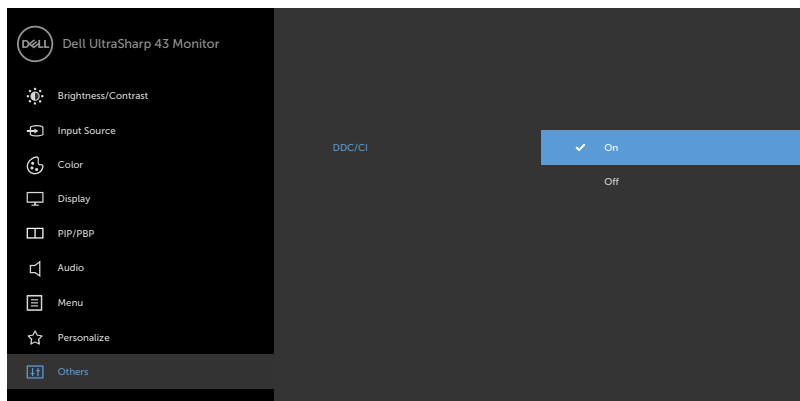 DELL
Dell UltraSharp 43 Monitor
Brightness/Contrast
Input Source
Color
Display
PIP/PBP
Audio
Menu
Personalize
Others
DDC/CI
On
Off